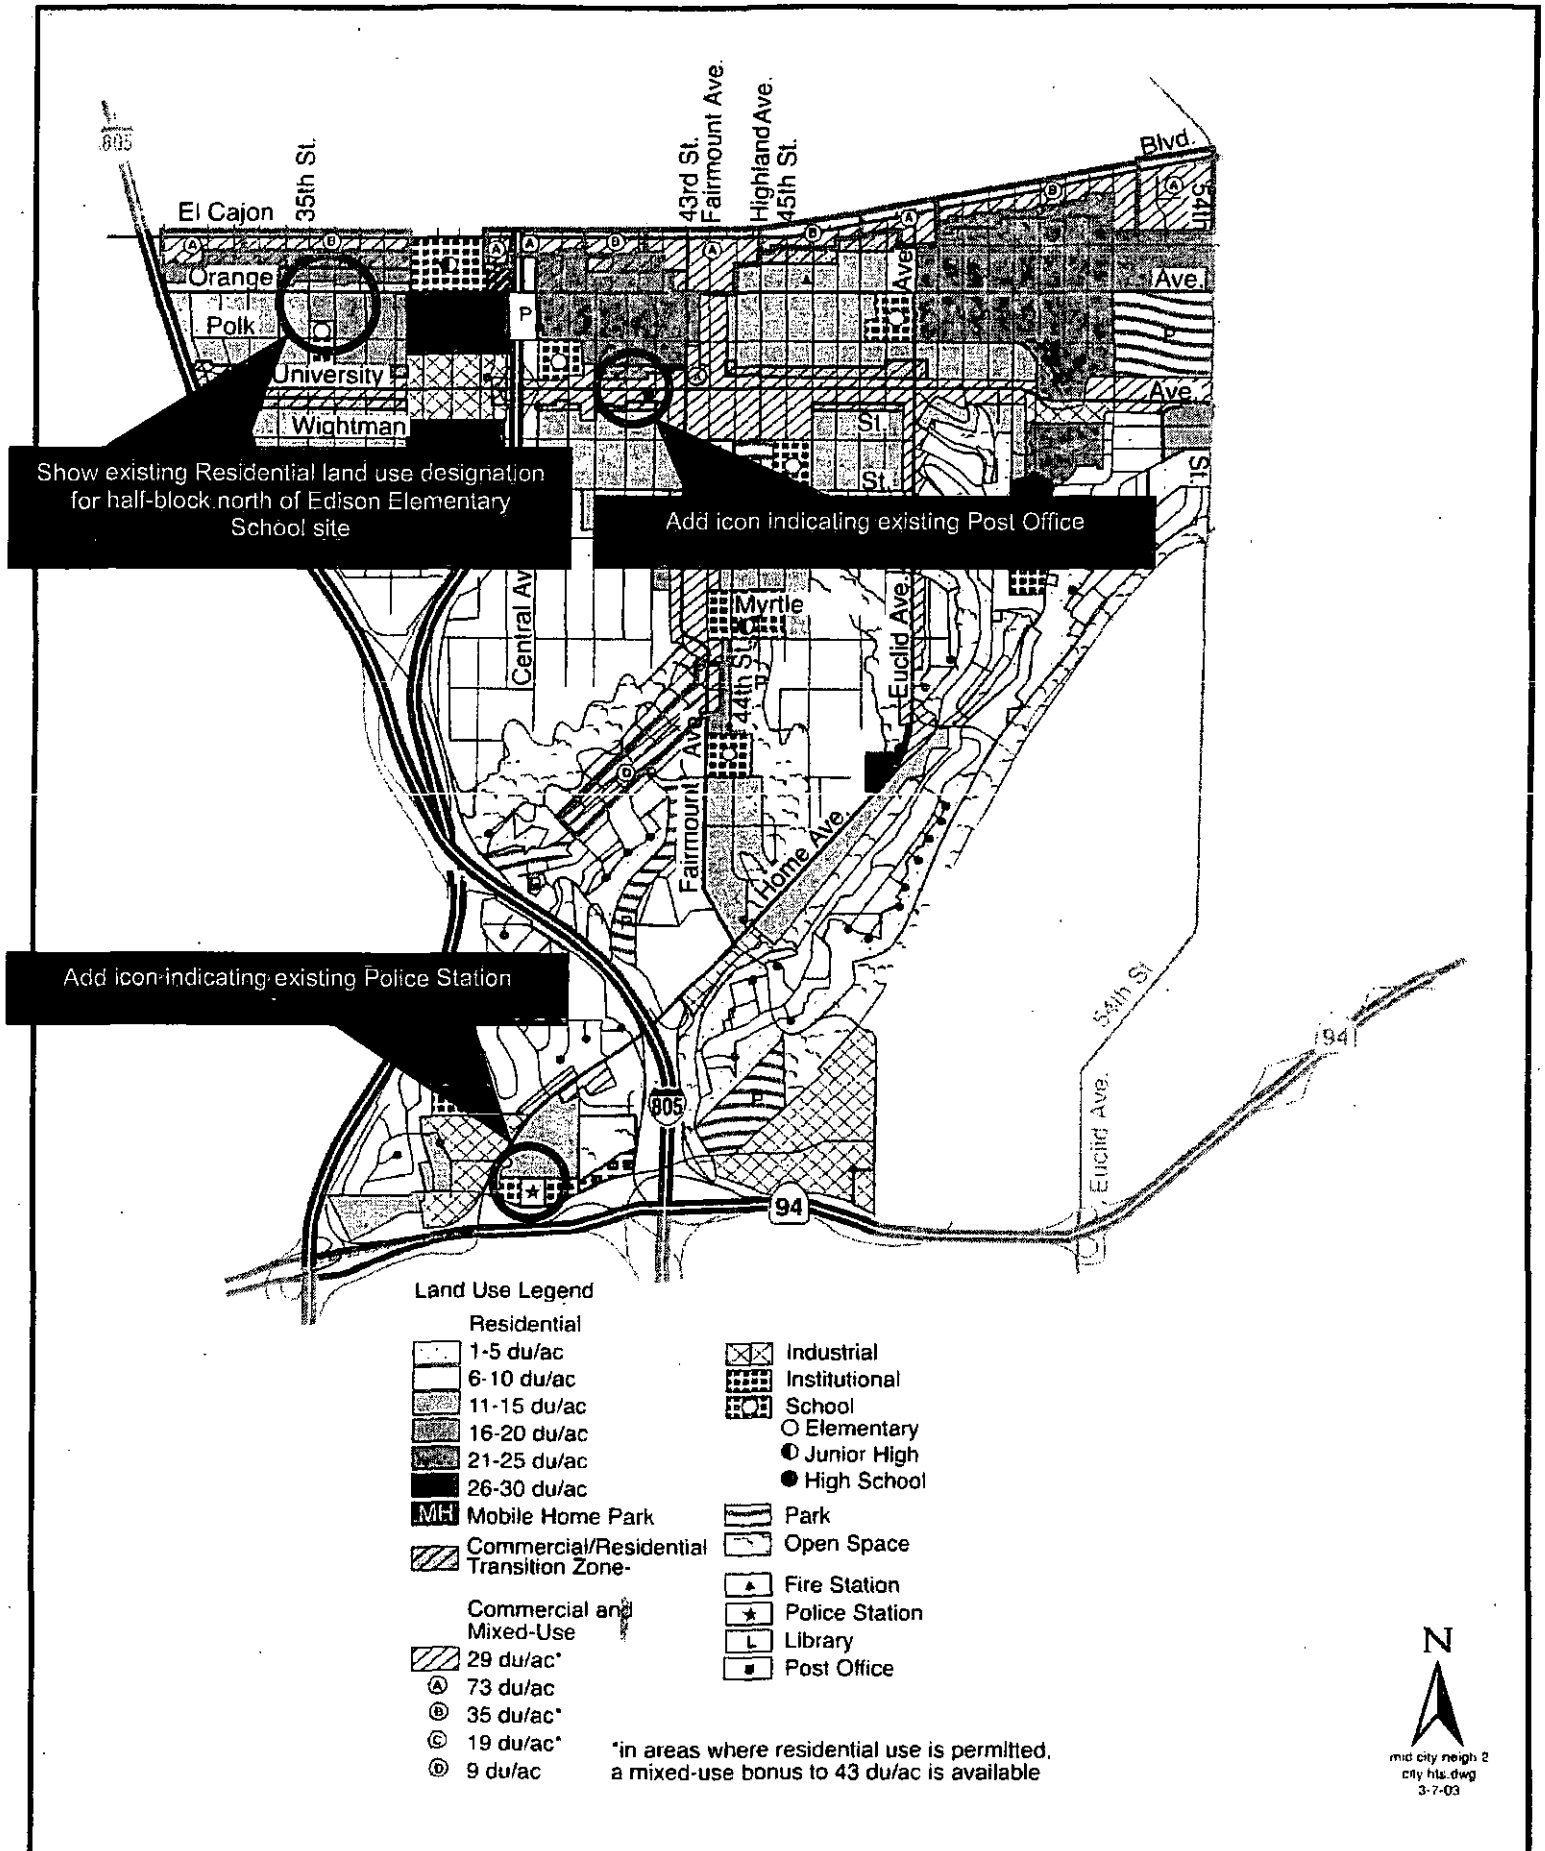 805
35th St.
43rd St.
Fairmount Ave.
Highland Ave.
45th St.
Blvd.
54th
El Cajon
A
B
A
A
B
A
B
A
B
A
Orange
Ave.
Ave.
Polk
P
P
University
A
Ave.
Wightman
St.
St.
St.
Show existing Residential land use designation
for half-block north of Edison Elementary
School site
Add icon indicating existing Post Office
Central Av
Myrtle
Euclid Ave.
44th St.
P
Fairmount Ave.
D
Home Ave.
P
Add icon indicating existing Police Station
54th St
94
805
P
Euclid Ave.
94
Land Use Legend
Residential
1-5 du/ac
6-10 du/ac
11-15 du/ac
16-20 du/ac
21-25 du/ac
26-30 du/ac
MH Mobile Home Park
Commercial/Residential
Transition Zone-
Commercial and
Mixed-Use
29 du/ac*
A 73 du/ac
B 35 du/ac*
C 19 du/ac*
D 9 du/ac
Industrial
Institutional
School
Elementary
Junior High
High School
Park
Open Space
Fire Station
Police Station
L Library
Post Office
*in areas where residential use is permitted,
a mixed-use bonus to 43 du/ac is available
N
mid city neigh 2
city hts.dwg
3-7-03